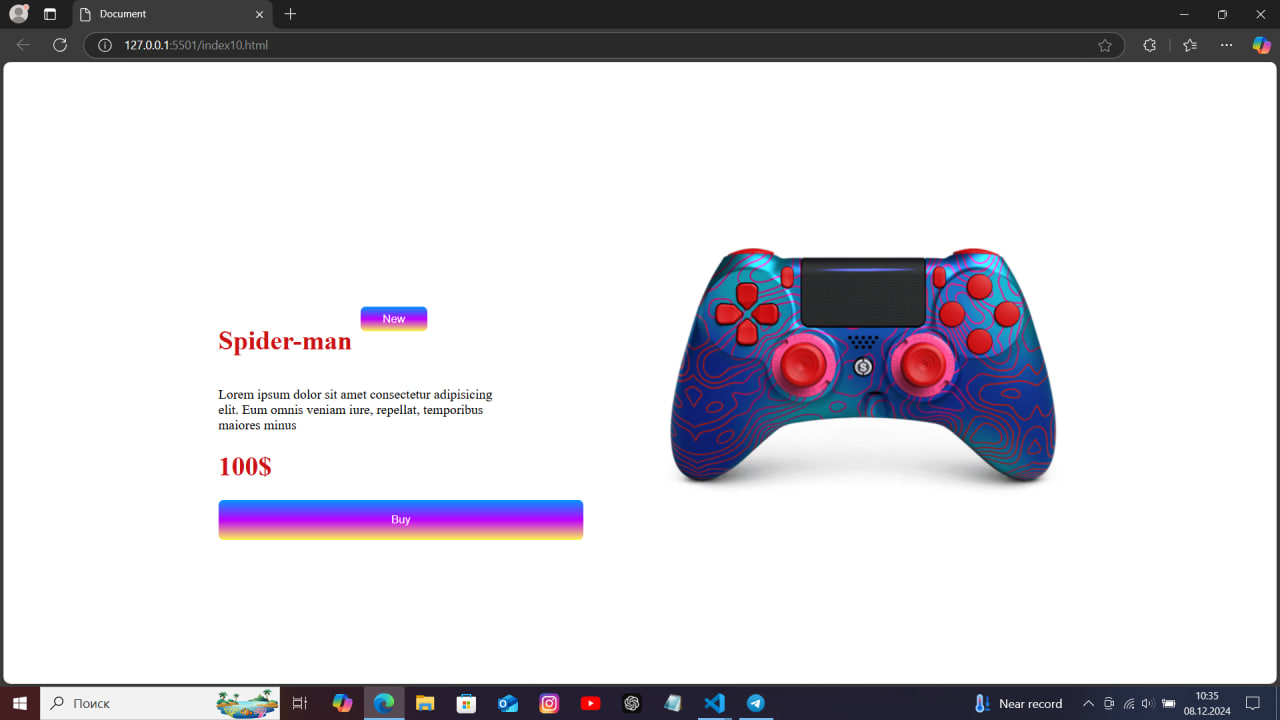 Document
127.0.0.1:5501/index10.html
New
Spider-man
Lorem ipsum dolor sit amet consectetur adipisicing
elit. Eum omnis veniam iure, repellat, temporibus
maiores minus
100$
Buy
Поиск
Near record
10:35
08.12.2024